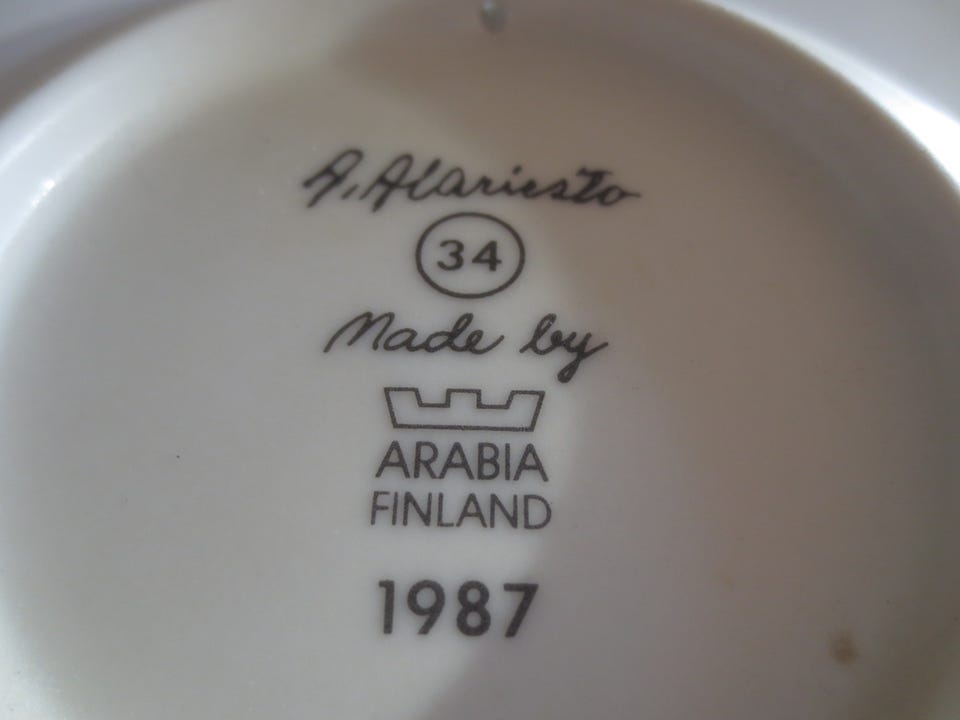 A. Alariesto
34
Made by
ARABIA
FINLAND
1987